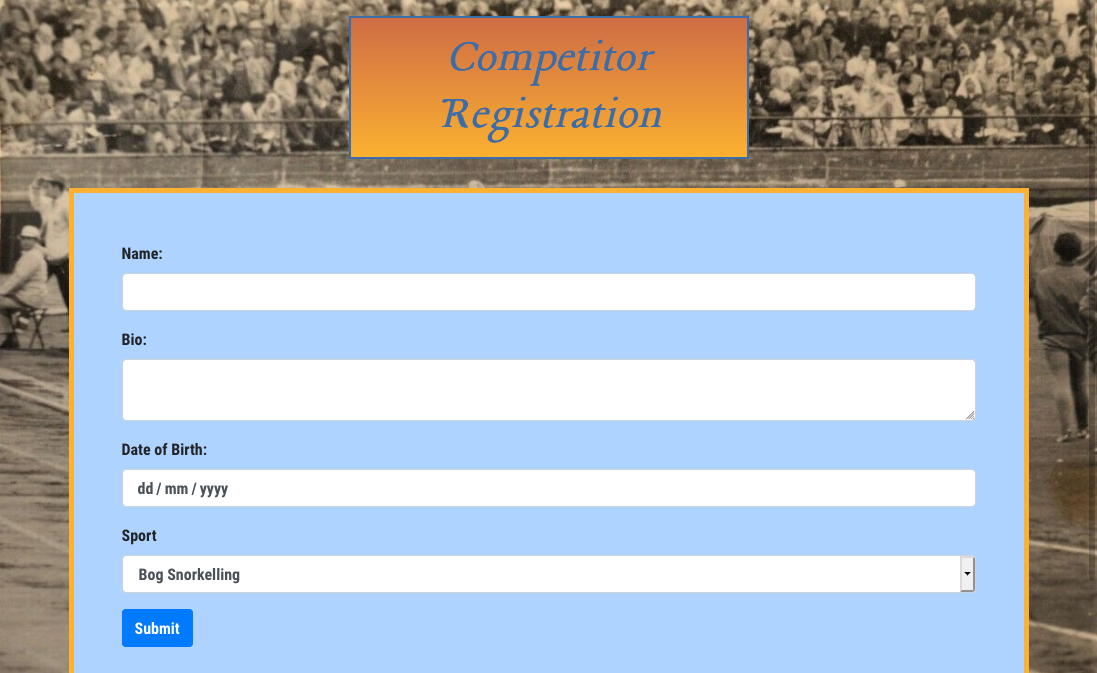 Competitor
Registration
Name:
Bio:
Date of Birth:
dd / mm / yyyy
Sport
Bog Snorkelling
Submit